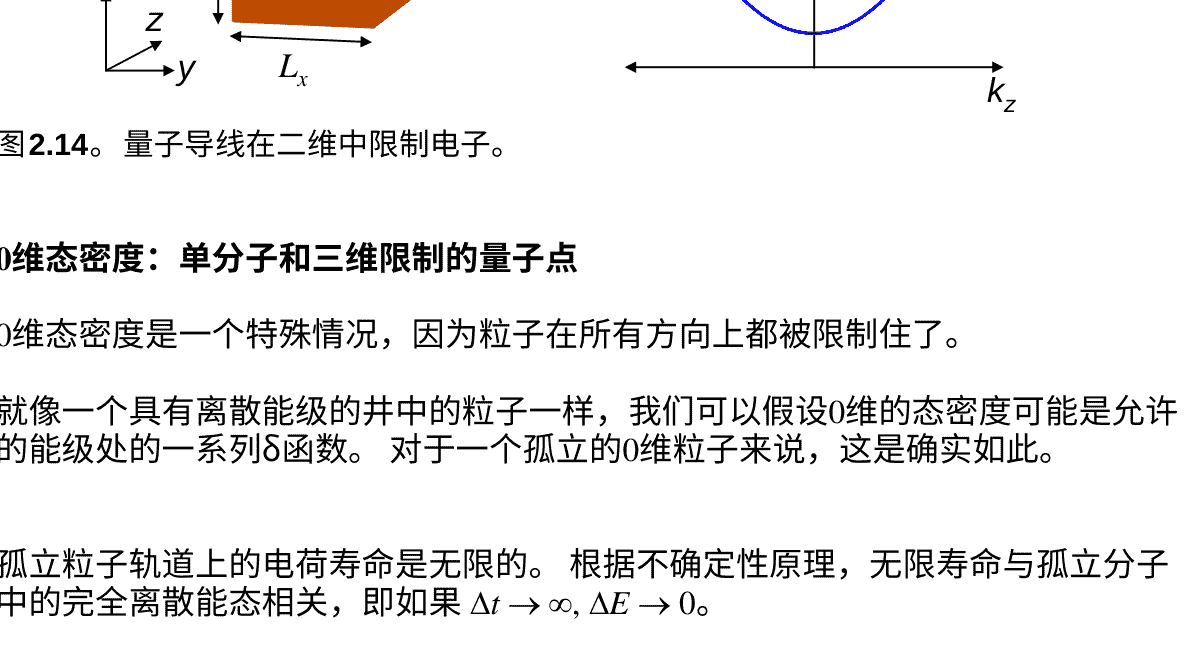 z
y
Lx
kz
图2.14。 量子导线在二维中限制电子。
0维态密度：单分子和三维限制的量子点
0维态密度是一个特殊情况，因为粒子在所有方向上都被限制住了。
就像一个具有离散能级的井中的粒子一样，我们可以假设0维的态密度可能是允许
的能级处的一系列δ函数。 对于一个孤立的0维粒子来说，这是确实如此。
孤立粒子轨道上的电荷寿命是无限的。 根据不确定性原理，无限寿命与孤立分子
中的完全离散能态相关，即如果 Δt → ∞, ΔE → 0。